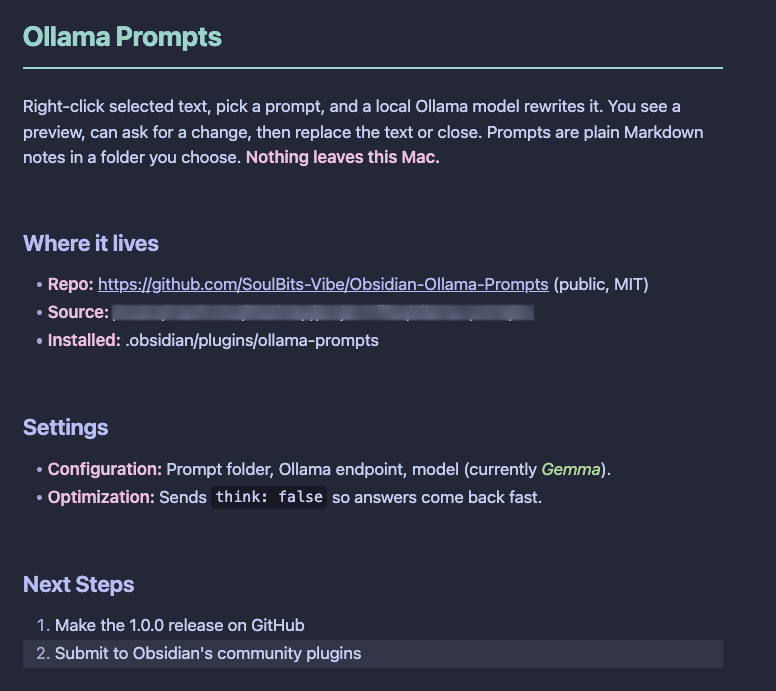 Ollama Prompts
Right-click selected text, pick a prompt, and a local Ollama model rewrites it. You see a
preview, can ask for a change, then replace the text or close. Prompts are plain Markdown
notes in a folder you choose. Nothing leaves this Mac.
Where it lives
• Repo: https://github.com/SoulBits-Vibe/Obsidian-Ollama-Prompts (public, MIT)
• Source:
• Installed: .obsidian/plugins/ollama-prompts
Settings
• Configuration: Prompt folder, Ollama endpoint, model (currently Gemma).
• Optimization: Sends think: false so answers come back fast.
Next Steps
1. Make the 1.0.0 release on GitHub
2. Submit to Obsidian's community plugins